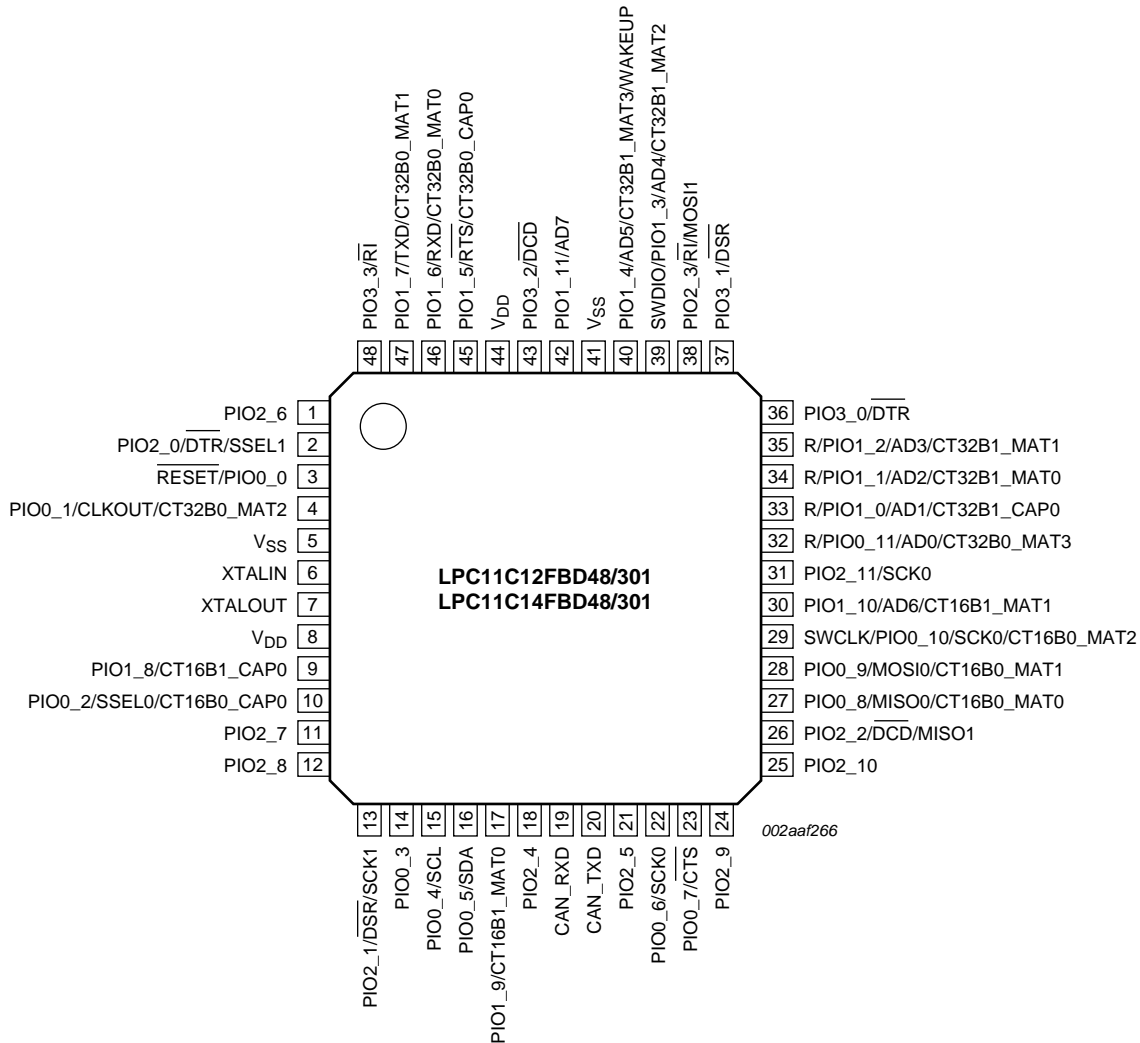 PIO3_3/RI
PIO1_7/TXD/CT32B0_MAT1
PIO1_6/RXD/CT32B0_MAT0
PIO1_5/RTS/CT32B0_CAP0
VDD
PIO3_2/DCD
PIO1_11/AD7
VSS
PIO1_4/AD5/CT32B1_MAT3/WAKEUP
SWDIO/PIO1_3/AD4/CT32B1_MAT2
PIO2_3/RI/MOSI1
PIO3_1/DSR
48
47
46
45
44
43
42
41
40
39
38
37
PIO2_6 1
PIO2_0/DTR/SSEL1 2
RESET/PIO0_0 3
PIO0_1/CLKOUT/CT32B0_MAT2 4
VSS 5
XTALIN 6
XTALOUT 7
VDD 8
PIO1_8/CT16B1_CAP0 9
PIO0_2/SSEL0/CT16B0_CAP0 10
PIO2_7 11
PIO2_8 12
LPC11C12FBD48/301
LPC11C14FBD48/301
36 PIO3_0/DTR
35 R/PIO1_2/AD3/CT32B1_MAT1
34 R/PIO1_1/AD2/CT32B1_MAT0
33 R/PIO1_0/AD1/CT32B1_CAP0
32 R/PIO0_11/AD0/CT32B0_MAT3
31 PIO2_11/SCK0
30 PIO1_10/AD6/CT16B1_MAT1
29 SWCLK/PIO0_10/SCK0/CT16B0_MAT2
28 PIO0_9/MOSI0/CT16B0_MAT1
27 PIO0_8/MISO0/CT16B0_MAT0
26 PIO2_2/DCD/MISO1
25 PIO2_10
13
14
15
16
17
18
19
20
21
22
23
24
PIO2_1/DSR/SCK1
PIO0_3
PIO0_4/SCL
PIO0_5/SDA
PIO1_9/CT16B1_MAT0
PIO2_4
CAN_RXD
CAN_TXD
PIO2_5
PIO0_6/SCK0
PIO0_7/CTS
PIO2_9
002aaf266